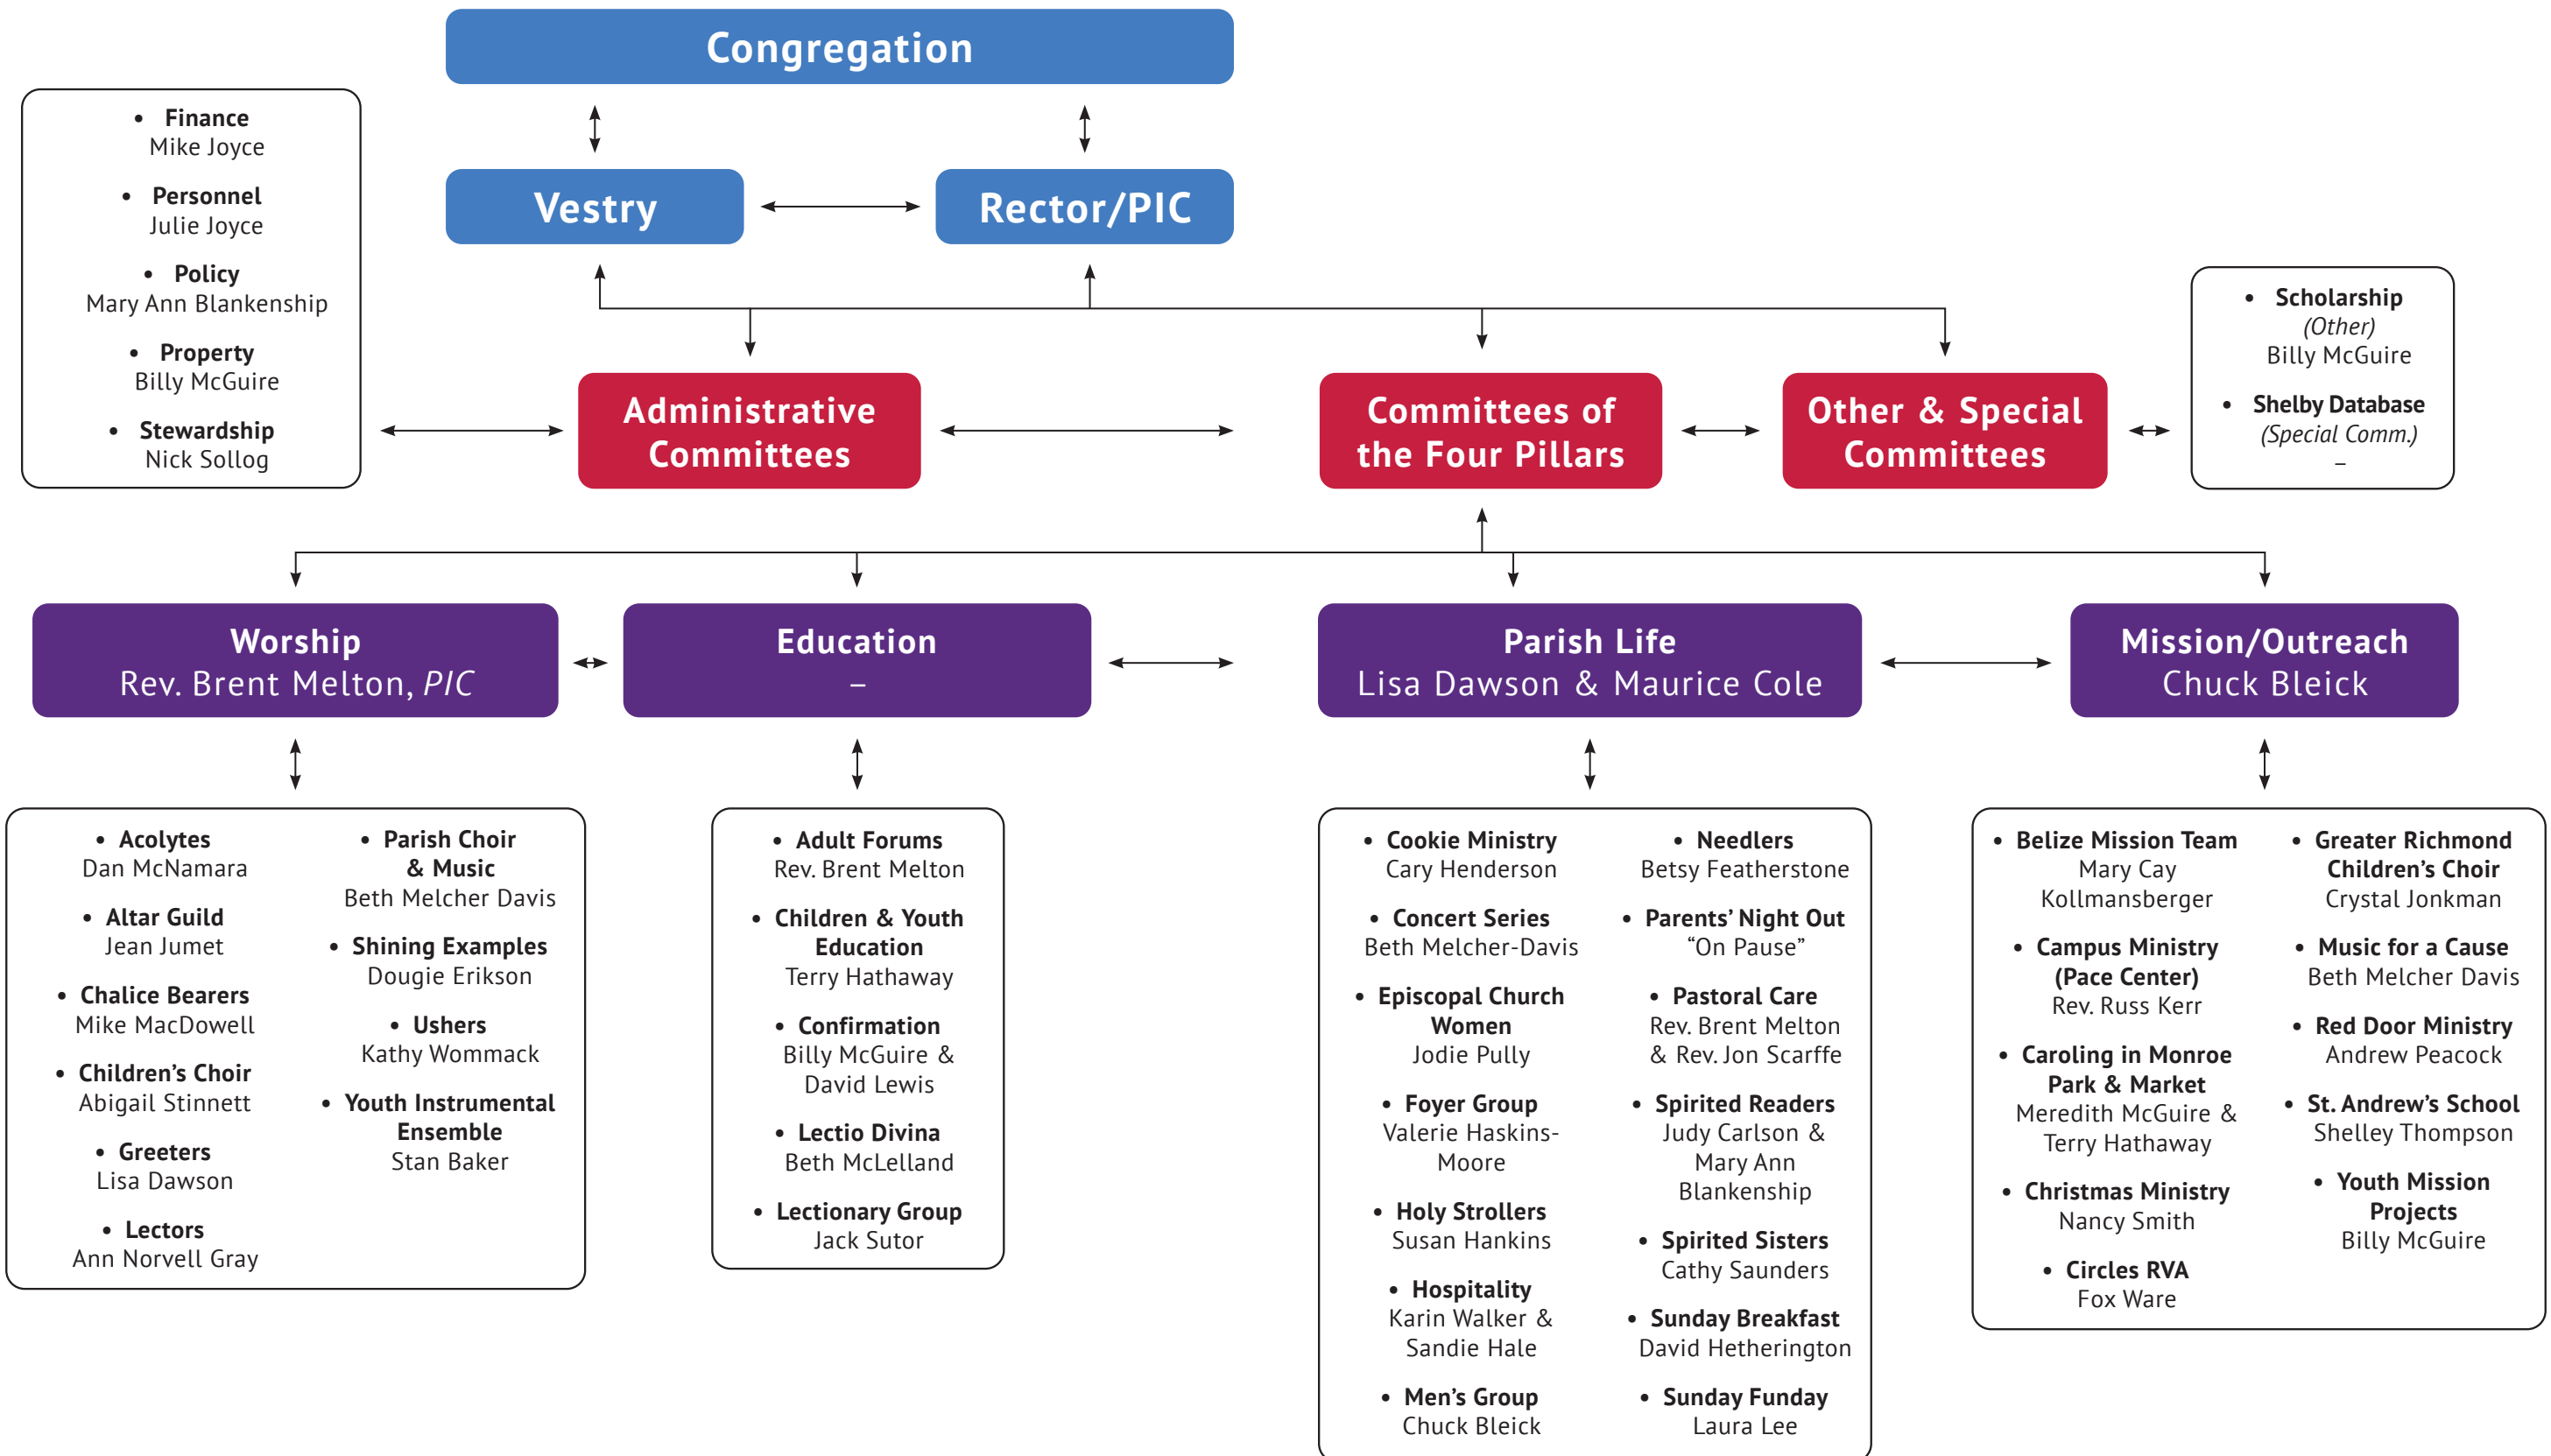 Congregation
• Finance
Mike Joyce
• Personnel
Julie Joyce
• Policy
Mary Ann Blankenship
• Property
Billy McGuire
• Stewardship
Nick Sollog
Vestry
Rector/PIC
• Scholarship
(Other)
Billy McGuire
• Shelby Database
(Special Comm.)
–
Administrative
Committees
Committees of
the Four Pillars
Other & Special
Committees
Worship
Rev. Brent Melton, PIC
Education
–
Parish Life
Lisa Dawson & Maurice Cole
Mission/Outreach
Chuck Bleick
• Acolytes
Dan McNamara
• Altar Guild
Jean Jumet
• Chalice Bearers
Mike MacDowell
• Children’s Choir
Abigail Stinnett
• Greeters
Lisa Dawson
• Lectors
Ann Norvell Gray
• Parish Choir
& Music
Beth Melcher Davis
• Shining Examples
Dougie Erikson
• Ushers
Kathy Wommack
• Youth Instrumental
Ensemble
Stan Baker
• Adult Forums
Rev. Brent Melton
• Children & Youth
Education
Terry Hathaway
• Confirmation
Billy McGuire &
David Lewis
• Lectio Divina
Beth McLelland
• Lectionary Group
Jack Sutor
• Cookie Ministry
Cary Henderson
• Concert Series
Beth Melcher-Davis
• Episcopal Church
Women
Jodie Pully
• Foyer Group
Valerie Haskins-
Moore
• Holy Strollers
Susan Hankins
• Hospitality
Karin Walker &
Sandie Hale
• Men’s Group
Chuck Bleick
• Needlers
Betsy Featherstone
• Parents’ Night Out
“On Pause”
• Pastoral Care
Rev. Brent Melton
& Rev. Jon Scarffe
• Spirited Readers
Judy Carlson &
Mary Ann
Blankenship
• Spirited Sisters
Cathy Saunders
• Sunday Breakfast
David Hetherington
• Sunday Funday
Laura Lee
• Belize Mission Team
Mary Cay
Kollmansberger
• Campus Ministry
(Pace Center)
Rev. Russ Kerr
• Caroling in Monroe
Park & Market
Meredith McGuire &
Terry Hathaway
• Christmas Ministry
Nancy Smith
• Circles RVA
Fox Ware
• Greater Richmond
Children’s Choir
Crystal Jonkman
• Music for a Cause
Beth Melcher Davis
• Red Door Ministry
Andrew Peacock
• St. Andrew’s School
Shelley Thompson
• Youth Mission
Projects
Billy McGuire